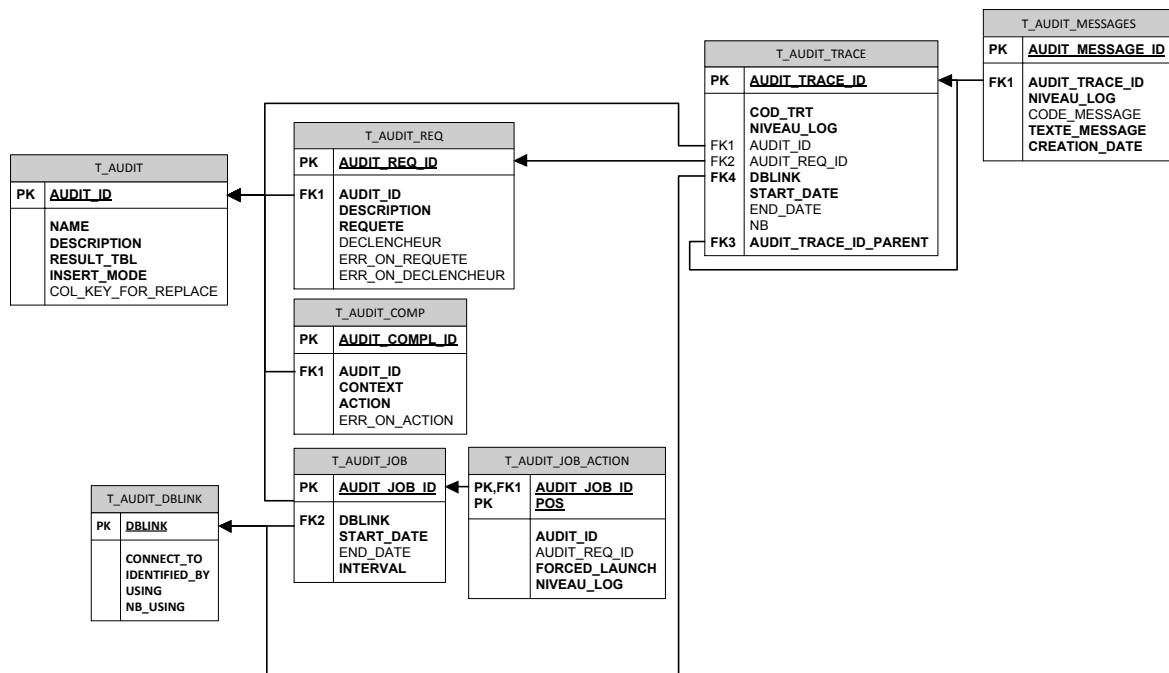 T_AUDIT_MESSAGES
PK AUDIT_MESSAGE_ID
FK1 AUDIT_TRACE_ID
NIVEAU_LOG
CODE_MESSAGE
TEXTE_MESSAGE
CREATION_DATE
T_AUDIT_TRACE
PK AUDIT_TRACE_ID
COD_TRT
NIVEAU_LOG
FK1 AUDIT_ID
FK2 AUDIT_REQ_ID
FK4 DBLINK
START_DATE
END_DATE
NB
FK3 AUDIT_TRACE_ID_PARENT
T_AUDIT_REQ
PK AUDIT_REQ_ID
FK1 AUDIT_ID
DESCRIPTION
REQUETE
DECLENCHEUR
ERR_ON_REQUETE
ERR_ON_DECLENCHEUR
T_AUDIT
PK AUDIT_ID
NAME
DESCRIPTION
RESULT_TBL
INSERT_MODE
COL_KEY_FOR_REPLACE
T_AUDIT_COMP
PK AUDIT_COMPL_ID
FK1 AUDIT_ID
CONTEXT
ACTION
ERR_ON_ACTION
T_AUDIT_JOB
PK AUDIT_JOB_ID
FK2 DBLINK
START_DATE
END_DATE
INTERVAL
T_AUDIT_JOB_ACTION
PK,FK1 AUDIT_JOB_ID
PK POS
AUDIT_ID
AUDIT_REQ_ID
FORCED_LAUNCH
NIVEAU_LOG
T_AUDIT_DBLINK
PK DBLINK
CONNECT_TO
IDENTIFIED_BY
USING
NB_USING